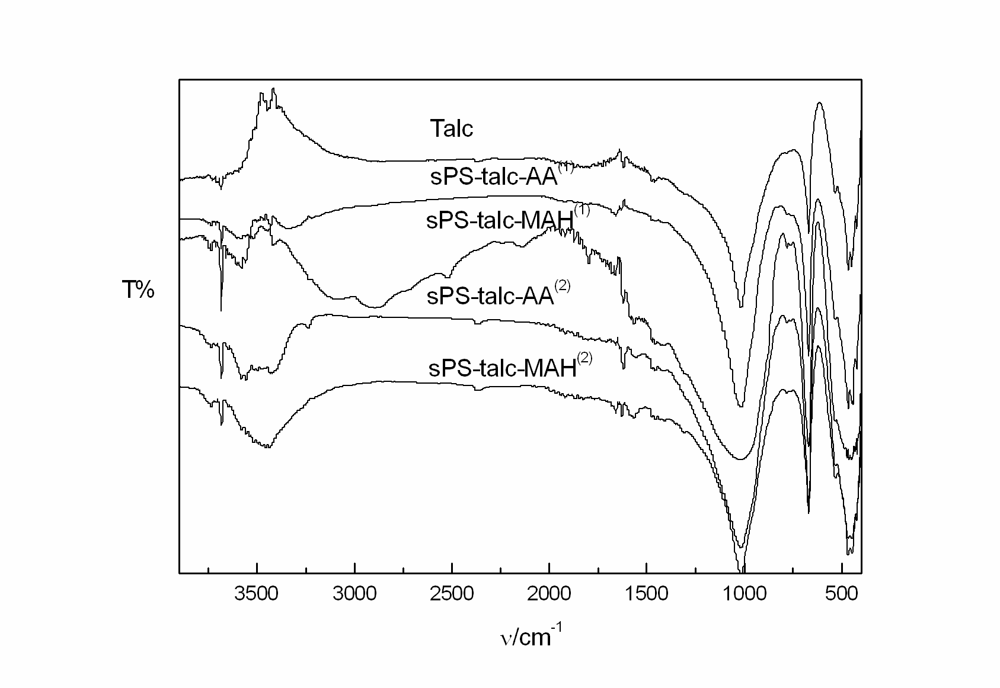 Talc
sPS-talc-AA(1)
sPS-talc-MAH(1)
T%
sPS-talc-AA(2)
sPS-talc-MAH(2)
3500 3000 2500 2000 1500 1000 500
ν/cm-1